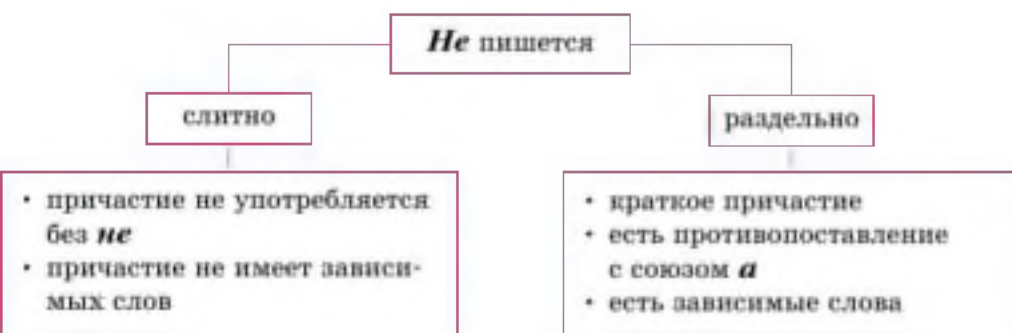 Не пишется
слитно
раздельно
• причастие не употребляется
без не
• причастие не имеет зависи-
мых слов
• краткое причастие
• есть противопоставление
с союзом а
• есть зависимые слова